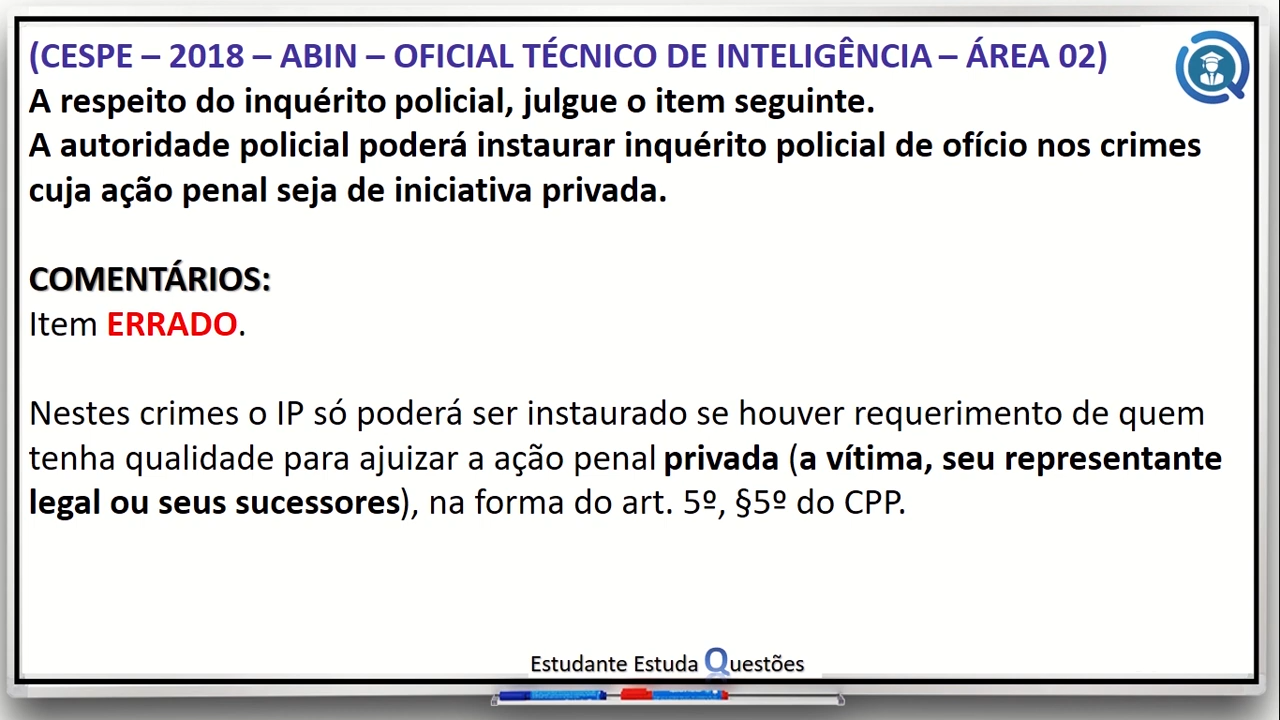 (CESPE – 2018 – ABIN – OFICIAL TÉCNICO DE INTELIGÊNCIA – ÁREA 02)
A respeito do inquérito policial, julgue o item seguinte.
A autoridade policial poderá instaurar inquérito policial de ofício nos crimes
cuja ação penal seja de iniciativa privada.
COMENTÁRIOS:
Item ERRADO.
Nestes crimes o IP só poderá ser instaurado se houver requerimento de quem
tenha qualidade para ajuizar a ação penal privada (a vítima, seu representante
legal ou seus sucessores), na forma do art. 5º, §5º do CPP.
Estudante Estuda Questões